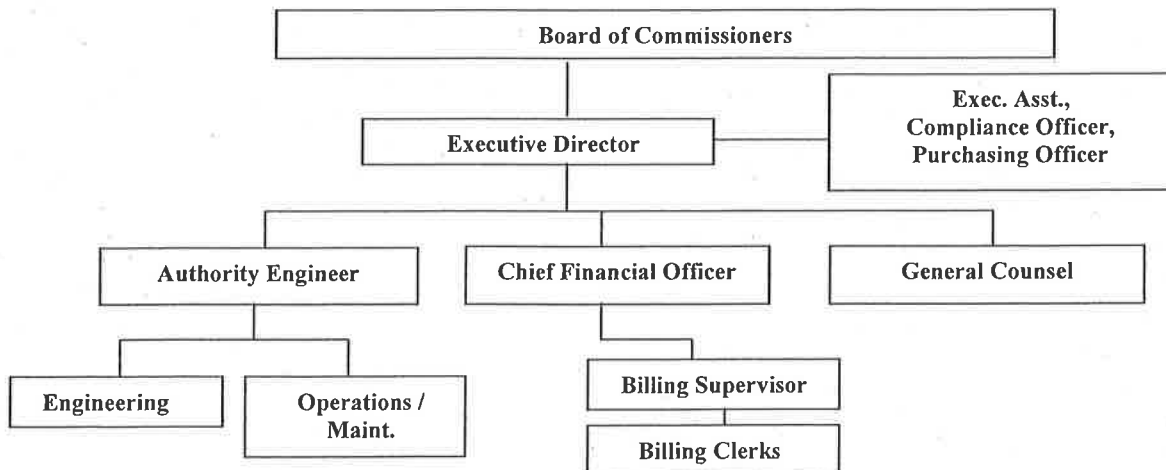 Board of Commissioners
Exec. Asst.,
Compliance Officer,
Purchasing Officer
Executive Director
Authority Engineer
Chief Financial Officer
General Counsel
Engineering
Operations /
Maint.
Billing Supervisor
Billing Clerks